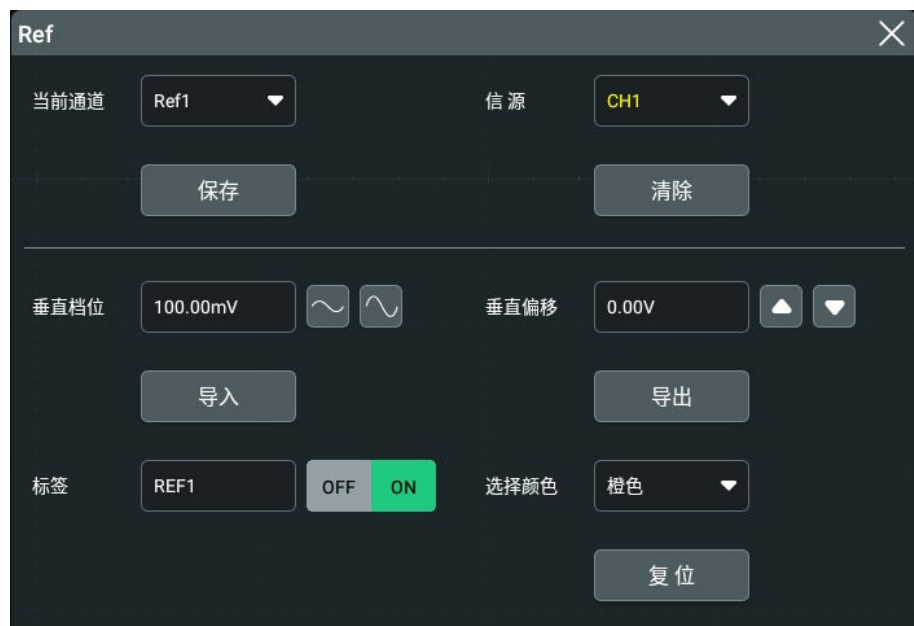 Ref
当前通道 Ref1 信源 CH1
保存 清除
垂直档位 100.00mV 垂直偏移 0.00V
导入 导出
标签 REF1 OFF ON 选择颜色 橙色
复位